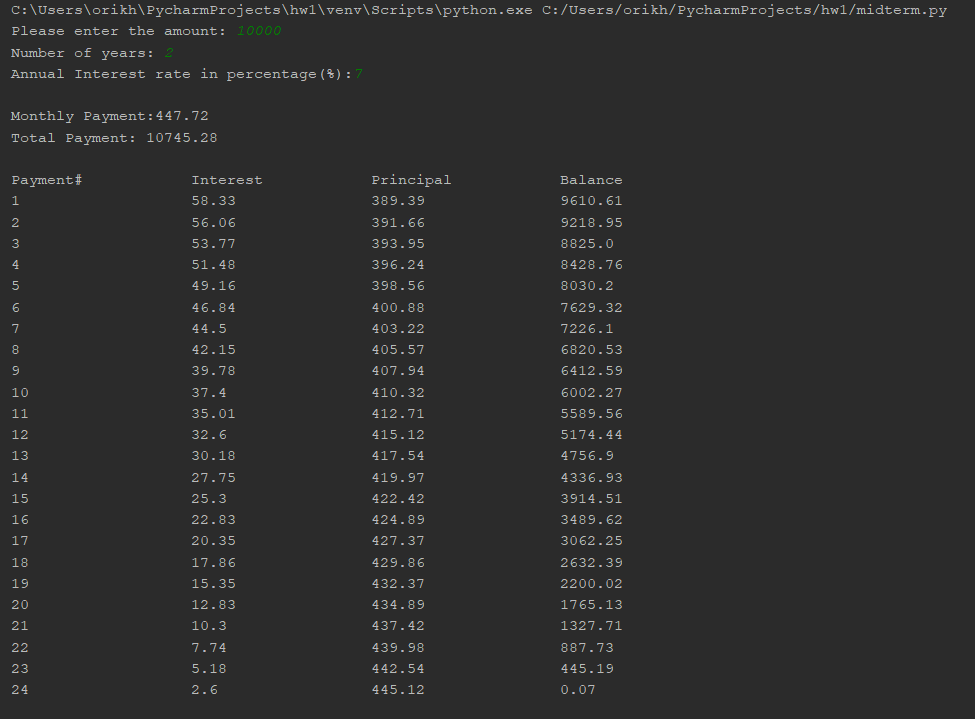 C:\Users\orikh\PycharmProjects\hw1\venv\Scripts\python.exe C:/Users/orikh/PycharmProjects/hw1/midterm.py
Please enter the amount: 10000
Number of years: 2
Annual Interest rate in percentage(%):7
Monthly Payment:447.72
Total Payment: 10745.28
Payment# Interest Principal Balance
1 58.33 389.39 9610.61
2 56.06 391.66 9218.95
3 53.77 393.95 8825.0
4 51.48 396.24 8428.76
5 49.16 398.56 8030.2
6 46.84 400.88 7629.32
7 44.5 403.22 7226.1
8 42.15 405.57 6820.53
9 39.78 407.94 6412.59
10 37.4 410.32 6002.27
11 35.01 412.71 5589.56
12 32.6 415.12 5174.44
13 30.18 417.54 4756.9
14 27.75 419.97 4336.93
15 25.3 422.42 3914.51
16 22.83 424.89 3489.62
17 20.35 427.37 3062.25
18 17.86 429.86 2632.39
19 15.35 432.37 2200.02
20 12.83 434.89 1765.13
21 10.3 437.42 1327.71
22 7.74 439.98 887.73
23 5.18 442.54 445.19
24 2.6 445.12 0.07